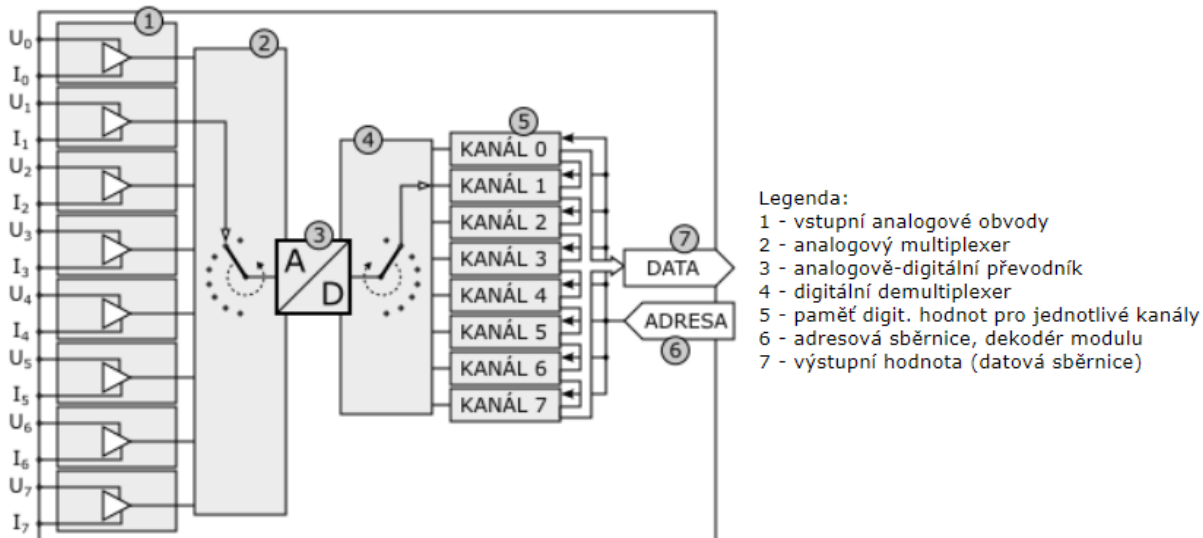 1
U0
2
I0
U1
I1
5
4
KANÁL 0
U2
KANÁL 1
Legenda:
I2
KANÁL 2
1 - vstupní analogové obvody
U3
3
7
2 - analogový multiplexer
A
D
KANÁL 3
DATA
3 - analogově-digitální převodník
I3
KANÁL 4
4 - digitální demultiplexer
U4
ADRESA
5 - paměť digit. hodnot pro jednotlivé kanály
I4
KANÁL 5
6
6 - adresová sběrnice, dekodér modulu
U5
KANÁL 6
7 - výstupní hodnota (datová sběrnice)
I5
KANÁL 7
U6
I6
U7
I7